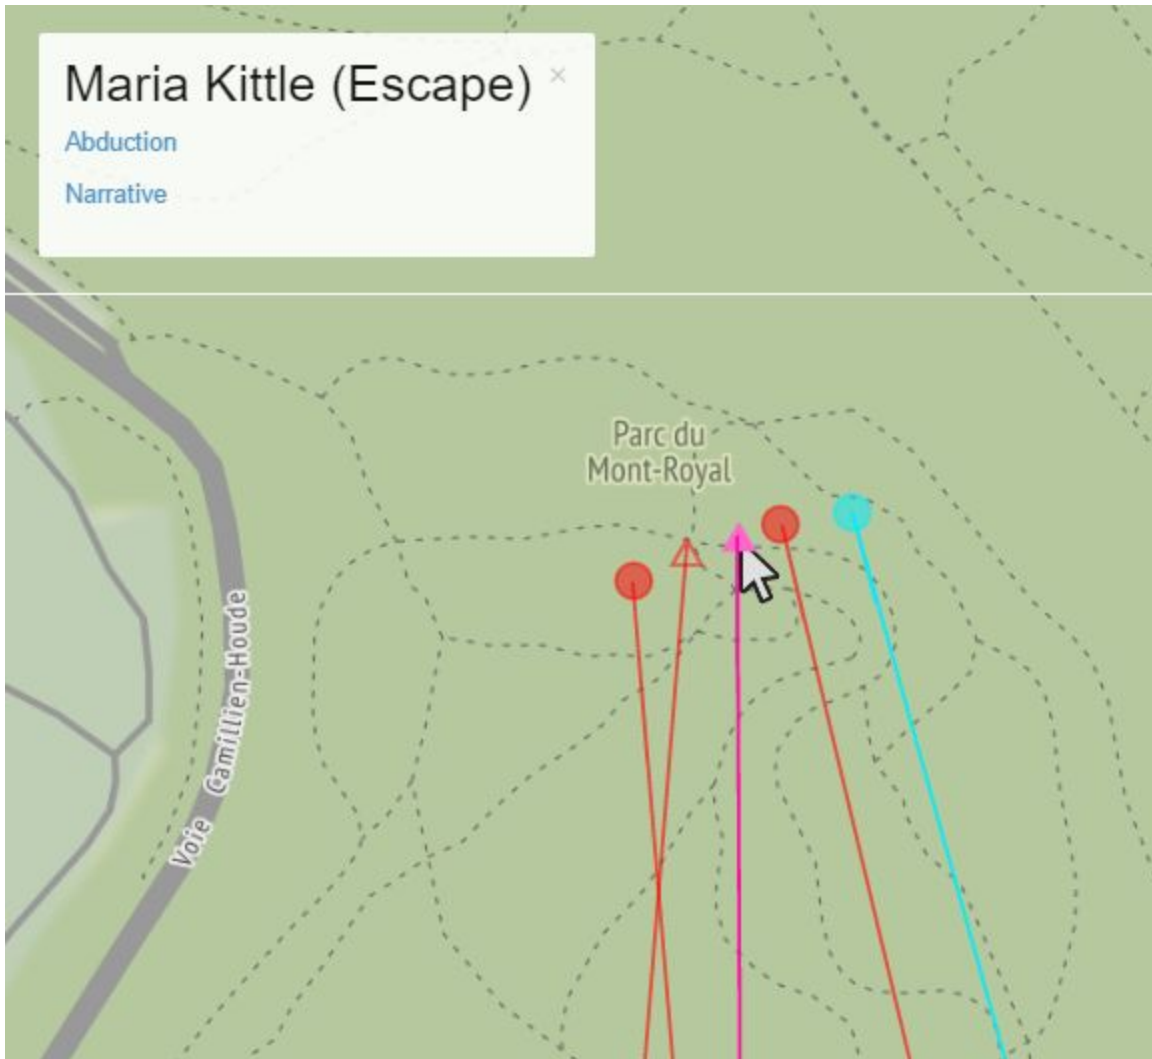 Maria Kittle (Escape) ×
Abduction
Narrative
Parc du
Mont-Royal
Voie Camillien-Houde